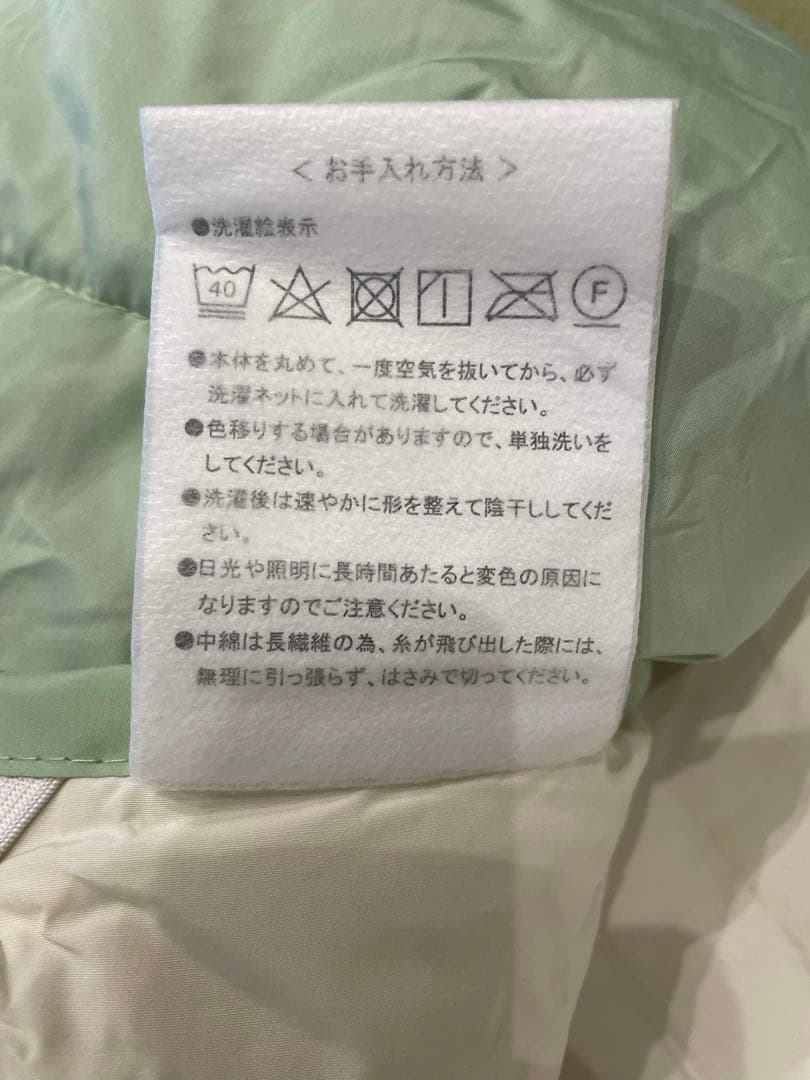 ＜ お手入れ方法 ＞
●洗濯絵表示
40 F
●本体を丸めて、一度空気を抜いてから、必ず
洗濯ネットに入れて洗濯してください。
●色移りする場合がありますので、単独洗いを
してください。
●洗濯後は速やかに形を整えて陰干ししてくだ
さい。
●日光や照明に長時間あたると変色の原因に
なりますのでご注意ください。
●中綿は長繊維の為、糸が飛び出した際には、
無理に引っ張らず、はさみで切ってください。